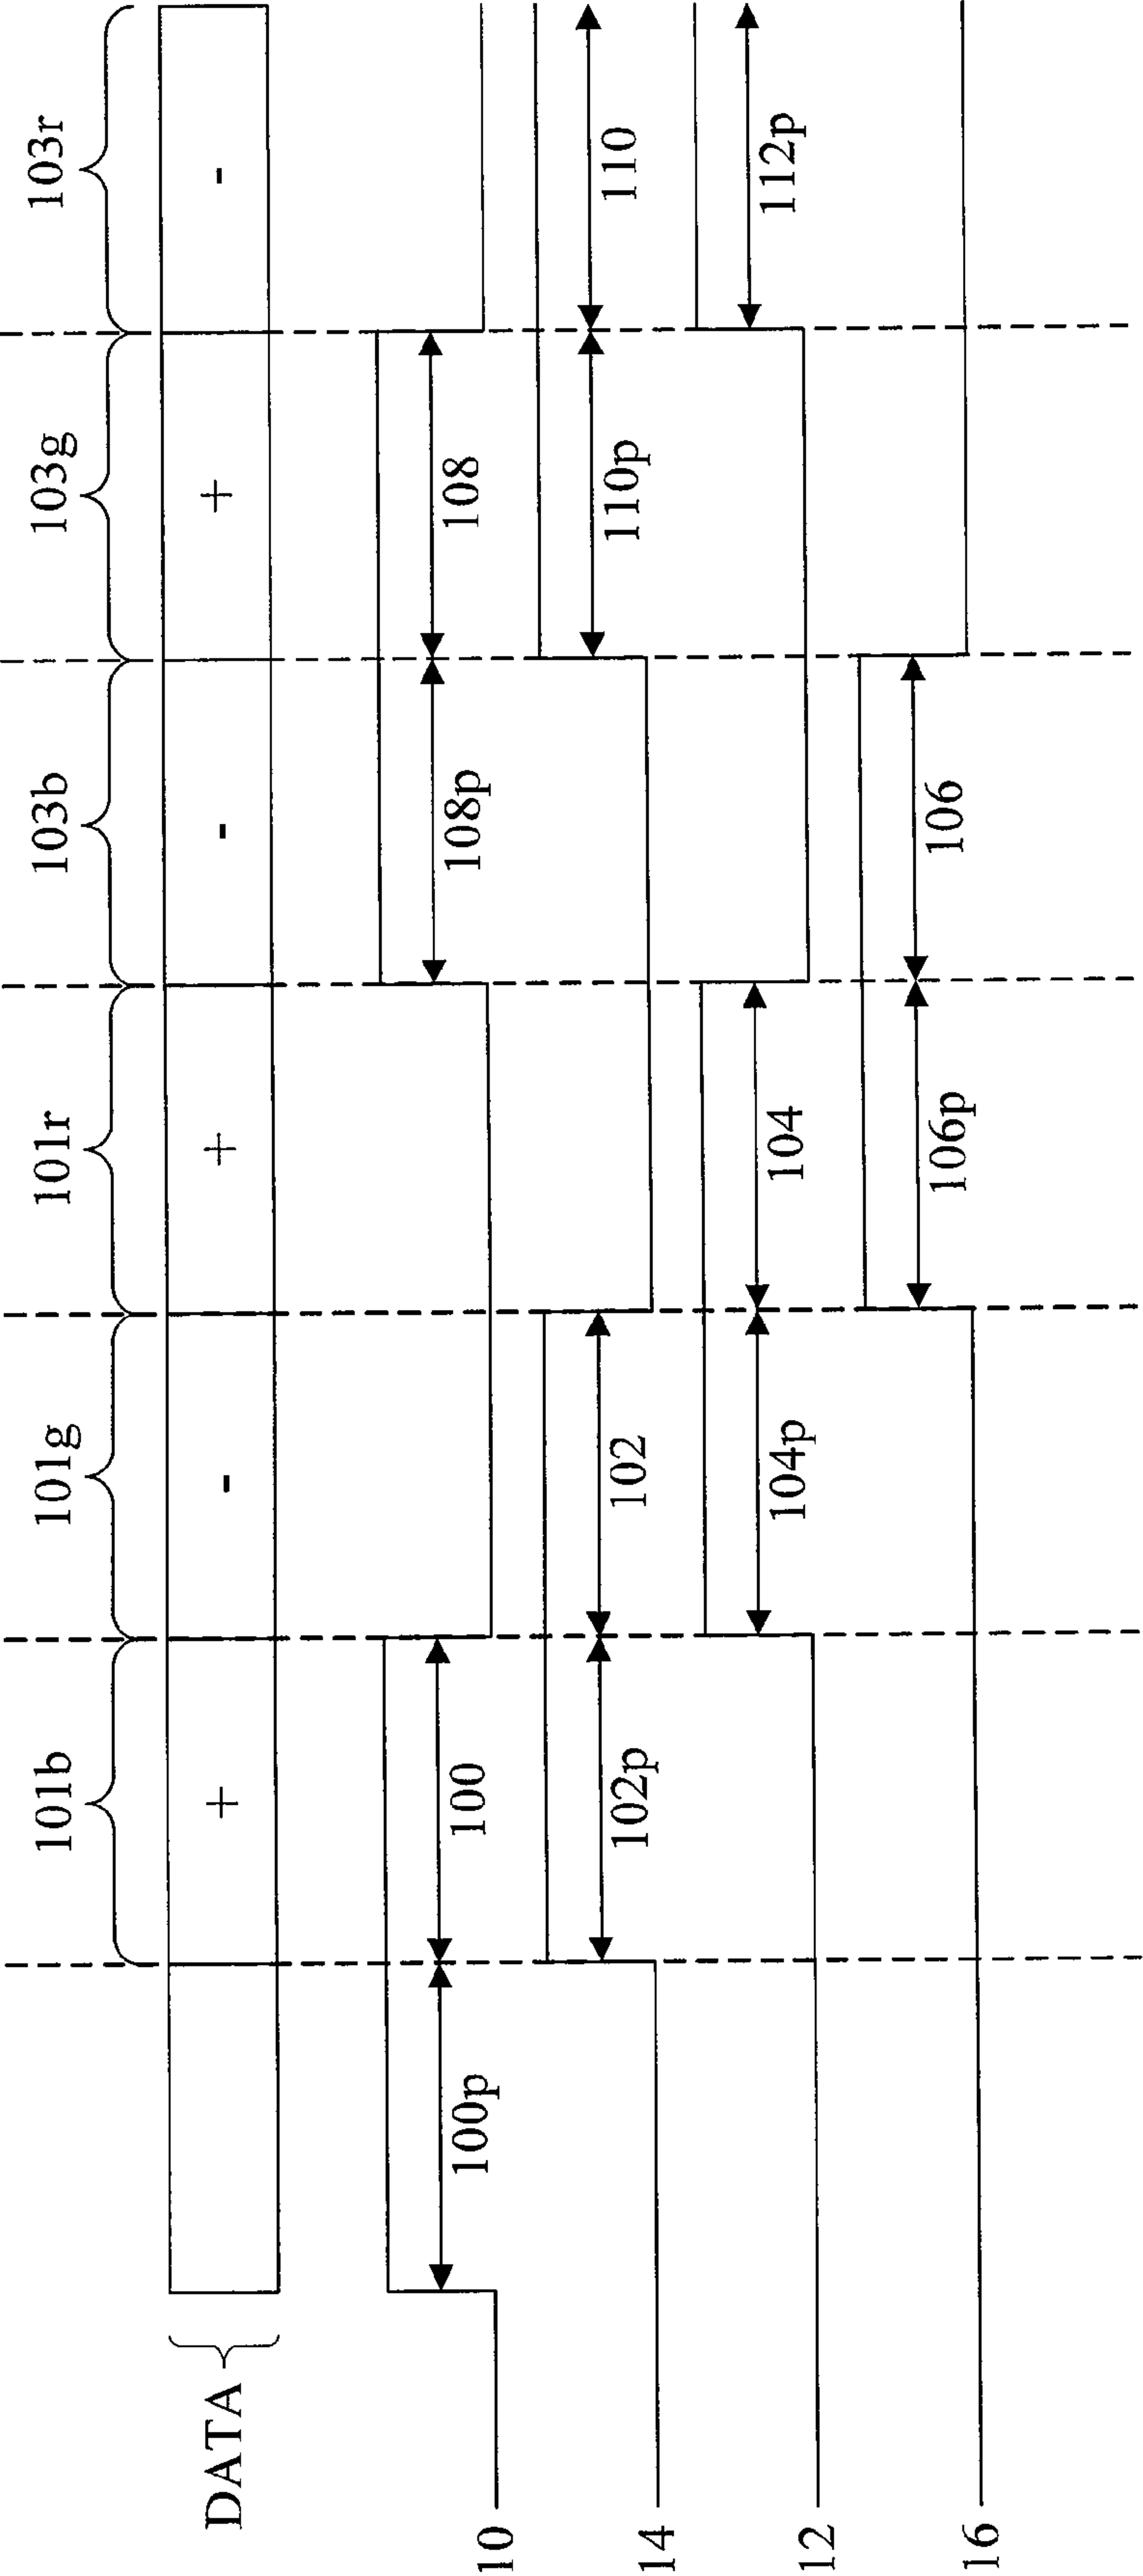 101b 101g 101r 103b 103g 103r
DATA + - + - + -
10 100p 100 108p 108
14 102p 102 110p 110
12 104p 104 112p
16 106p 106